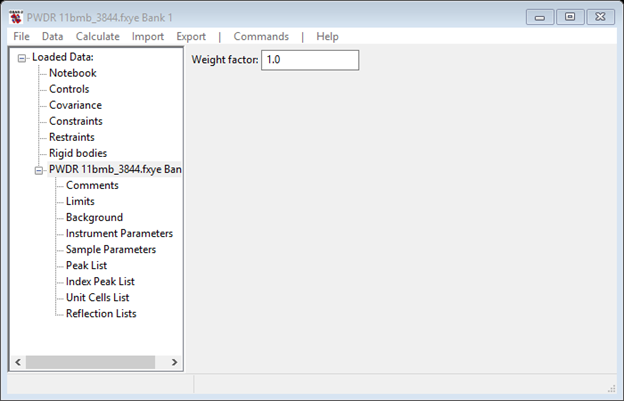 PWDR 11bmb_3844.fxye Bank 1
File Data Calculate Import Export | Commands | Help
Loaded Data:
Weight factor: 1.0
Notebook
Controls
Covariance
Constraints
Restraints
Rigid bodies
PWDR 11bmb_3844.fxye Ban
Comments
Limits
Background
Instrument Parameters
Sample Parameters
Peak List
Index Peak List
Unit Cells List
Reflection Lists